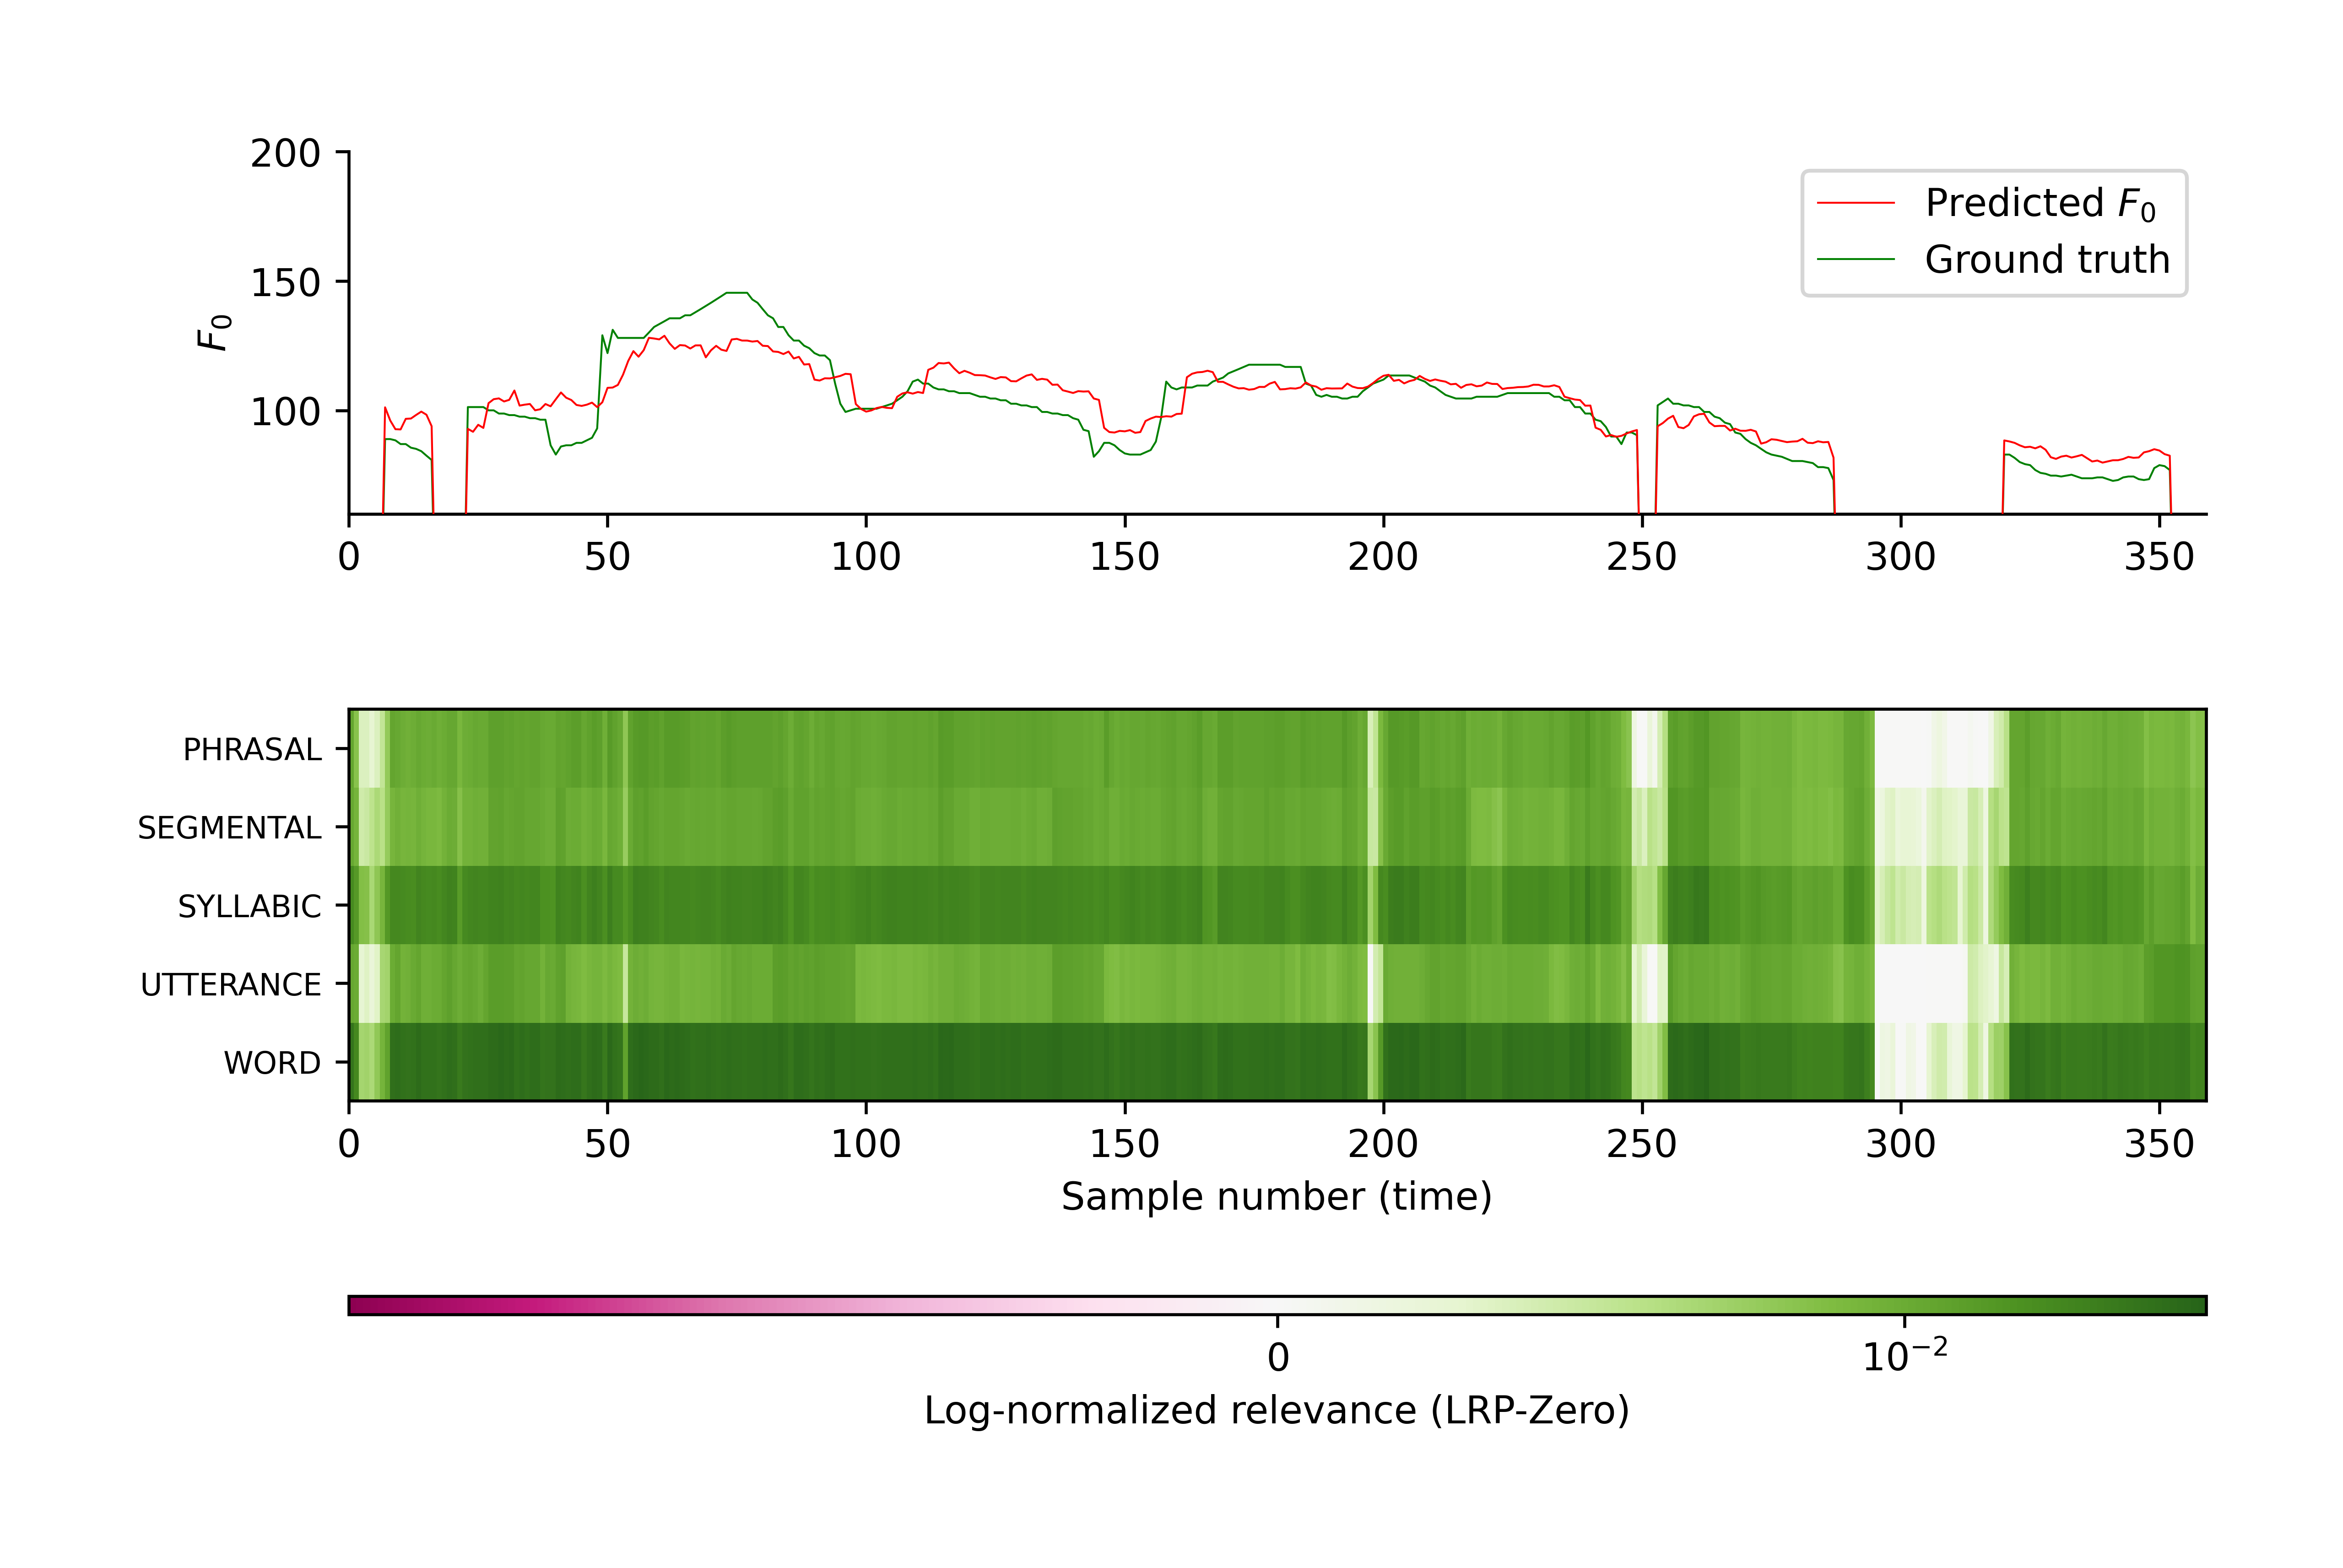 200
150
100
F₀
Predicted F₀
Ground truth
0 50 100 150 200 250 300 350
PHRASAL
SEGMENTAL
SYLLABIC
UTTERANCE
WORD
0 50 100 150 200 250 300 350
Sample number (time)
0 10⁻²
Log-normalized relevance (LRP-Zero)